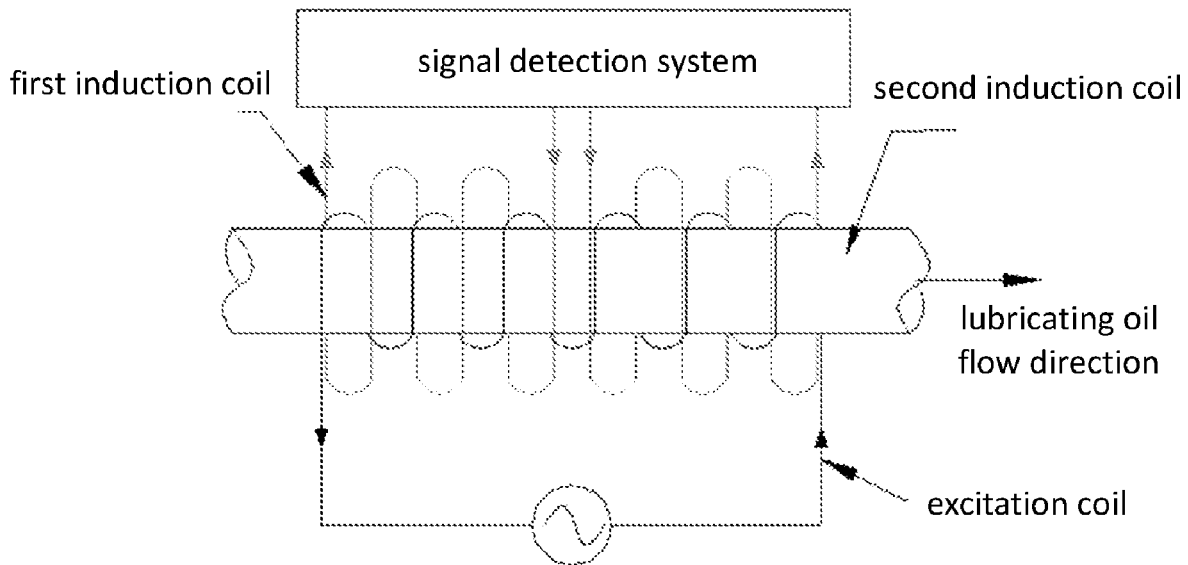 signal detection system
first induction coil
second induction coil
lubricating oil
flow direction
excitation coil